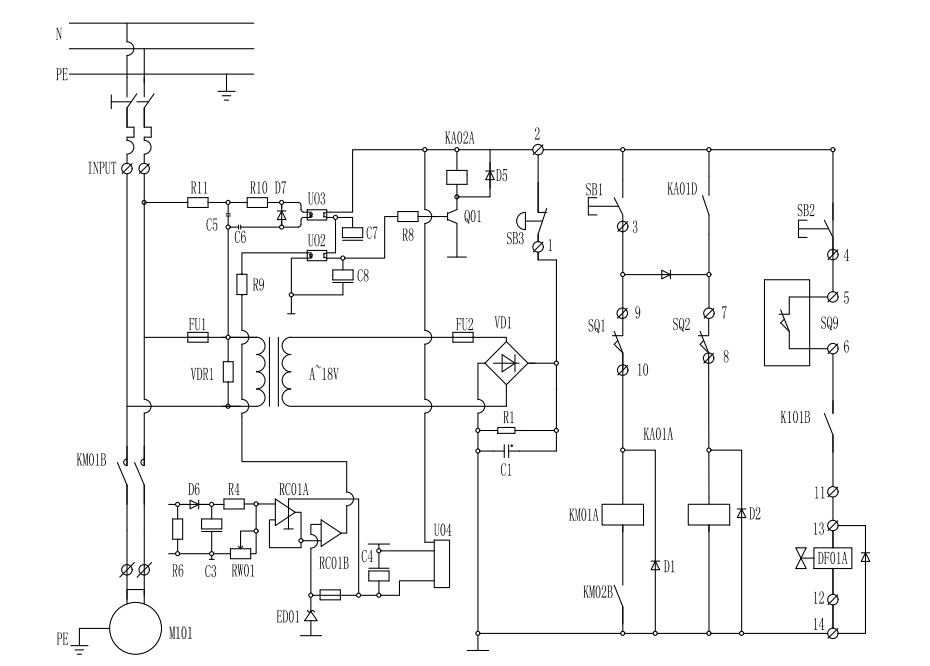 N
PE
INPUT
2
KA02A
R11
R10
D7
U03
D5
SB1
KA01D
SB2
C5
C6
C7
R8
Q01
SB3
1
3
4
U02
C8
R9
5
SQ9
6
FU1
FU2
VD1
9
7
SQ1
SQ2
8
10
VDR1
A~18V
R1
C1
K101B
KA01A
KM01B
D6
R4
RC01A
11
KM01A
D2
13
U04
R6
C3
RW01
RC01B
C4
DF01A
D1
KM02B
12
ED01
14
M101
PE